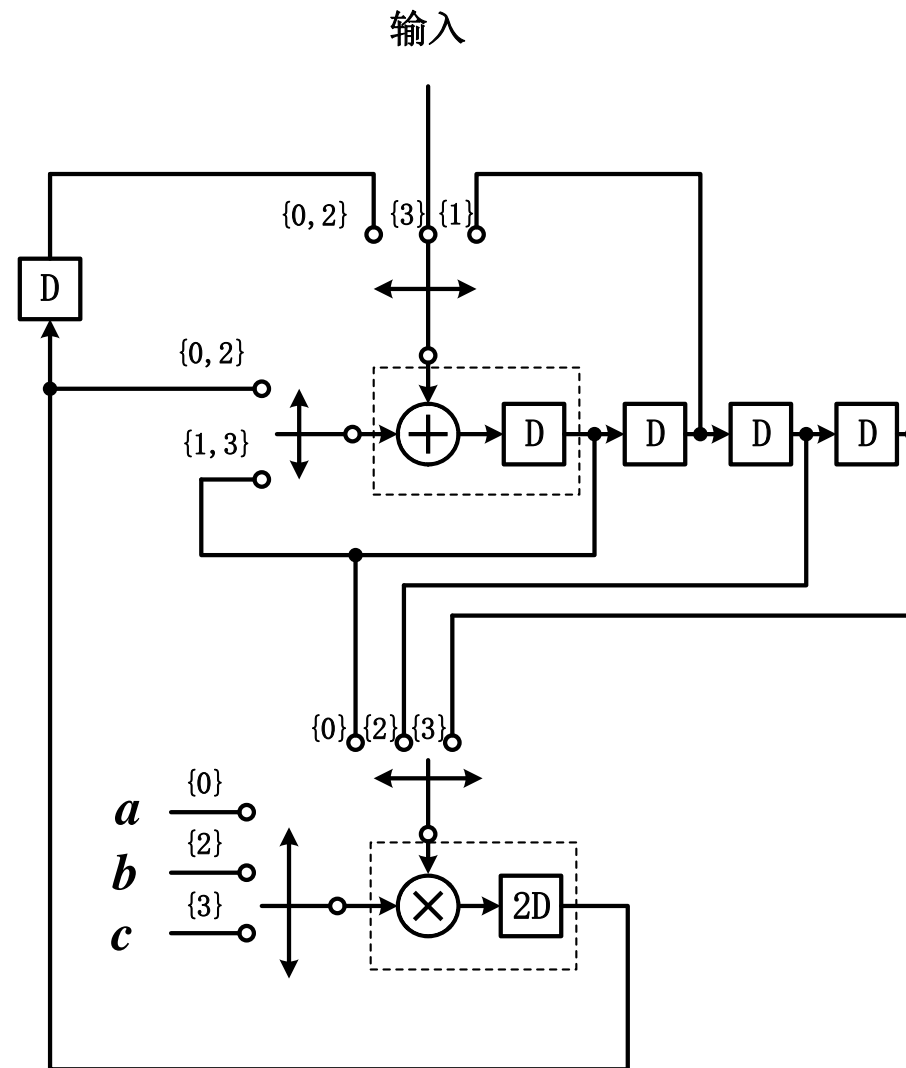 输入
{0, 2} {3} {1}
D
{0, 2}
{1, 3}
D D D D
{0} {2} {3}
a {0}
b {2}
c {3}
2D